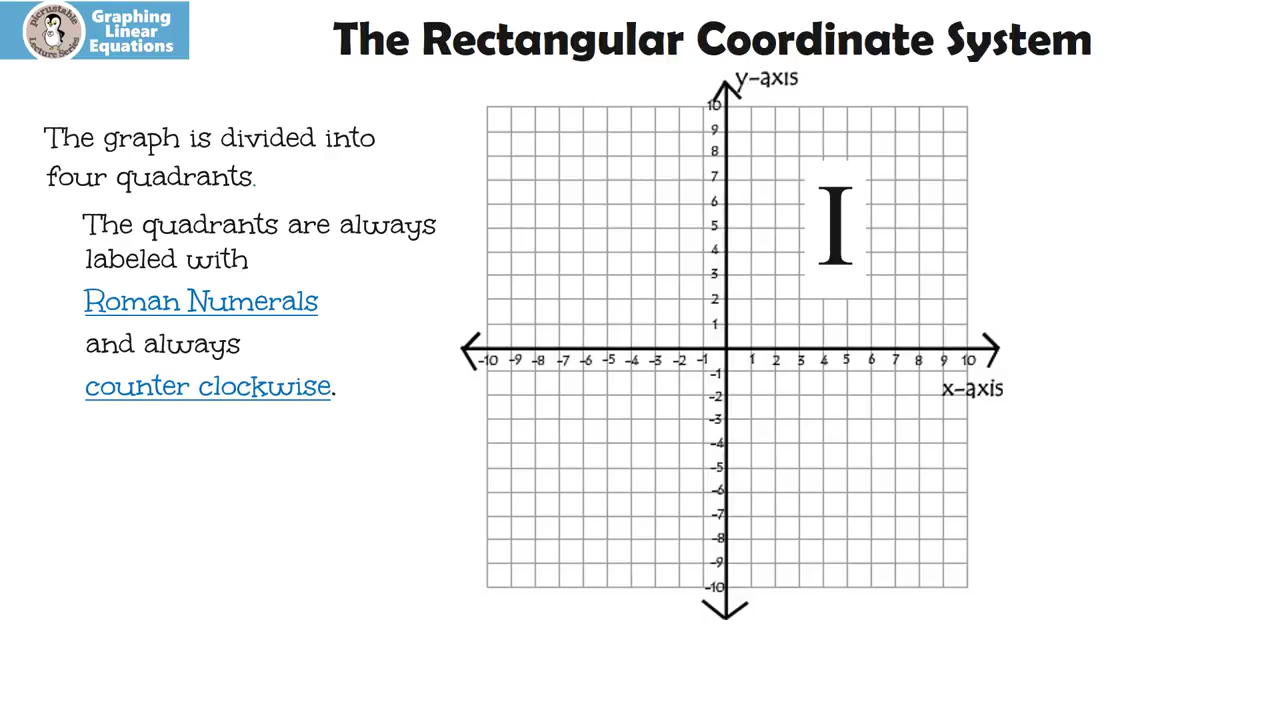 picrustable
Lecture Series
Graphing
Linear
Equations
The Rectangular Coordinate System
The graph is divided into
four quadrants.
The quadrants are always
labeled with
Roman Numerals
and always
counter clockwise.
y-axis
10
9
8
7
6
5
4
3
2
1
I
-10 -9 -8 -7 -6 -5 -4 -3 -2 -1 1 2 3 4 5 6 7 8 9 10
x-axis
-1
-2
-3
-4
-5
-6
-7
-8
-9
-10